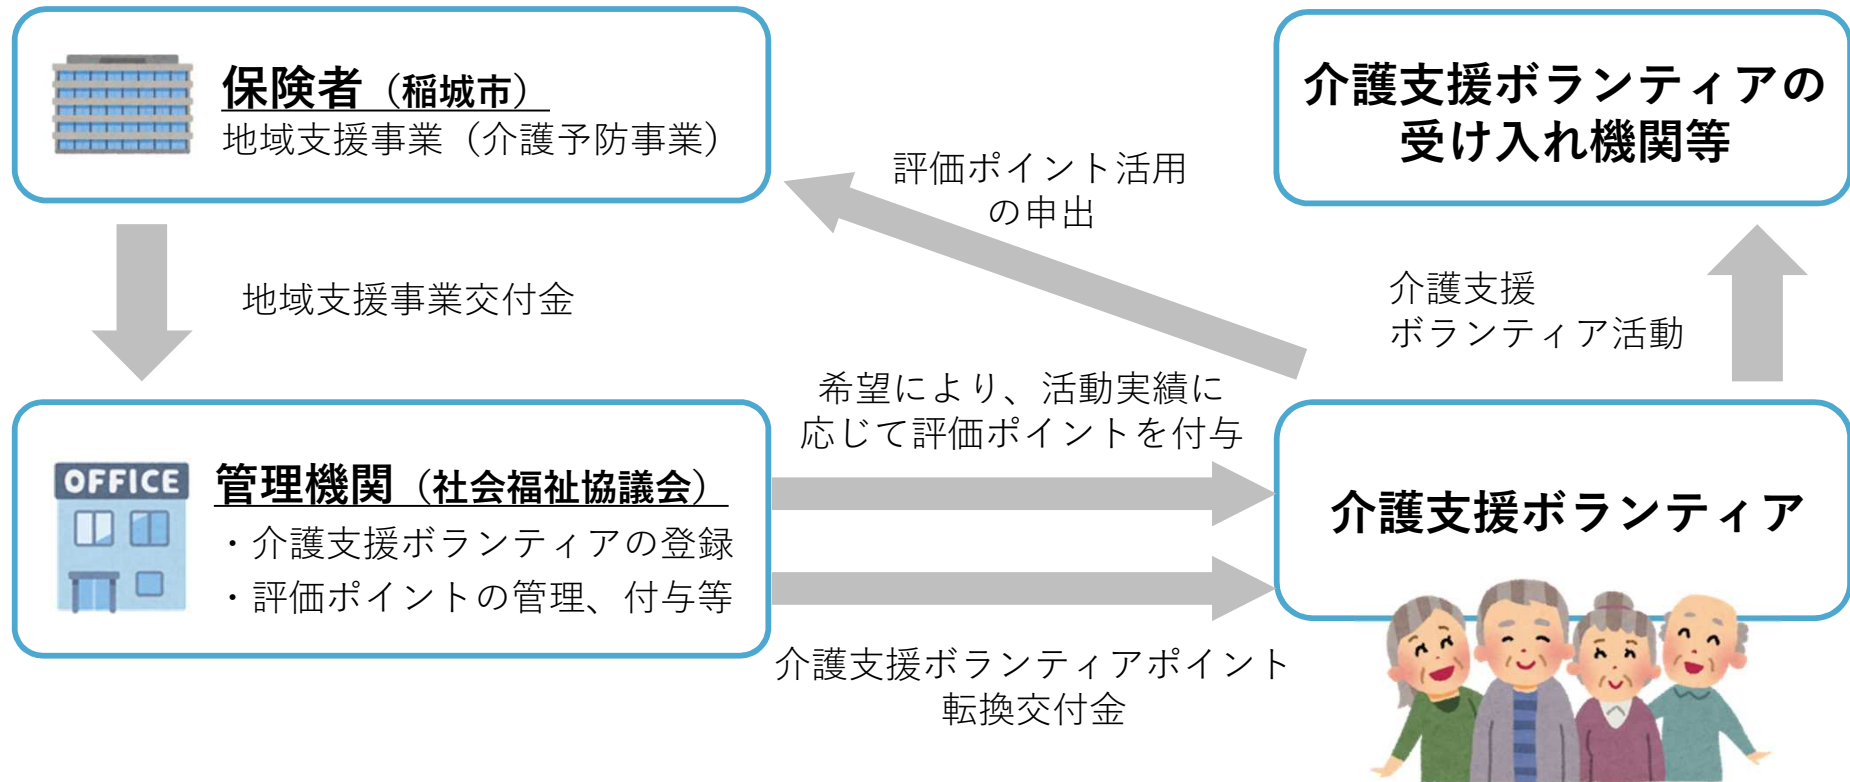 保険者（稲城市）
地域支援事業（介護予防事業）
介護支援ボランティアの
受け入れ機関等
評価ポイント活用
の申出
地域支援事業交付金
介護支援
ボランティア活動
希望により、活動実績に
応じて評価ポイントを付与
OFFICE
管理機関（社会福祉協議会）
・介護支援ボランティアの登録
・評価ポイントの管理、付与等
介護支援ボランティア
介護支援ボランティアポイント
転換交付金